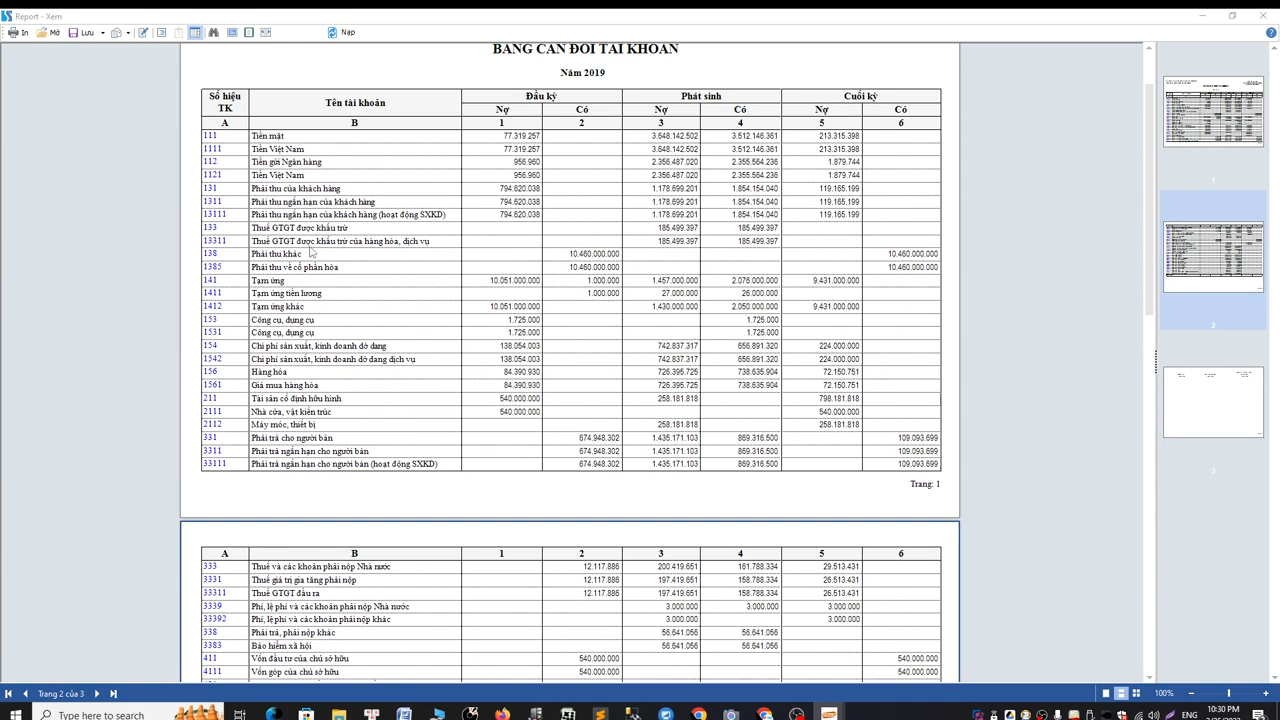 Report - Xem
In Mở Lưu Nạp
BẢNG CÂN ĐỐI TÀI KHOẢN
Năm 2019
Số hiệu TK Tên tài khoản Đầu kỳ Phát sinh Cuối kỳ
Nợ Có Nợ Có Nợ Có
A B 1 2 3 4 5 6
111 Tiền mặt 77.319.257 3.648.142.502 3.512.146.361 213.315.398
1111 Tiền Việt Nam 77.319.257 3.648.142.502 3.512.146.361 213.315.398
112 Tiền gửi Ngân hàng 956.960 2.356.487.020 2.355.564.236 1.879.744
1121 Tiền Việt Nam 956.960 2.356.487.020 2.355.564.236 1.879.744
131 Phải thu của khách hàng 794.620.038 1.178.699.201 1.854.154.040 119.165.199
1311 Phải thu ngắn hạn của khách hàng 794.620.038 1.178.699.201 1.854.154.040 119.165.199
13111 Phải thu ngắn hạn của khách hàng (hoạt động SXKD) 794.620.038 1.178.699.201 1.854.154.040 119.165.199
133 Thuế GTGT được khấu trừ 185.499.397 185.499.397
13311 Thuế GTGT được khấu trừ của hàng hóa, dịch vụ 185.499.397 185.499.397
138 Phải thu khác 10.460.000.000 10.460.000.000
1385 Phải thu về cổ phần hóa 10.460.000.000 10.460.000.000
141 Tạm ứng 10.051.000.000 1.000.000 1.457.000.000 2.076.000.000 9.431.000.000
1411 Tạm ứng tiền lương 1.000.000 27.000.000 26.000.000
1412 Tạm ứng khác 10.051.000.000 1.430.000.000 2.050.000.000 9.431.000.000
153 Công cụ, dụng cụ 1.725.000 1.725.000
1531 Công cụ, dụng cụ 1.725.000 1.725.000
154 Chi phí sản xuất, kinh doanh dở dang 138.054.003 742.837.317 656.891.320 224.000.000
1542 Chi phí sản xuất, kinh doanh dở dang dịch vụ 138.054.003 742.837.317 656.891.320 224.000.000
156 Hàng hóa 84.390.930 726.395.725 738.635.904 72.150.751
1561 Giá mua hàng hóa 84.390.930 726.395.725 738.635.904 72.150.751
211 Tài sản cố định hữu hình 540.000.000 258.181.818 798.181.818
2111 Nhà cửa, vật kiến trúc 540.000.000 540.000.000
2112 Máy móc, thiết bị 258.181.818 258.181.818
331 Phải trả cho người bán 674.948.302 1.435.171.103 869.316.500 109.093.699
3311 Phải trả ngắn hạn cho người bán 674.948.302 1.435.171.103 869.316.500 109.093.699
33111 Phải trả ngắn hạn cho người bán (hoạt động SXKD) 674.948.302 1.435.171.103 869.316.500 109.093.699
Trang: 1
A B 1 2 3 4 5 6
333 Thuế và các khoản phải nộp Nhà nước 12.117.886 200.419.651 161.788.334 29.513.431
3331 Thuế giá trị gia tăng phải nộp 12.117.886 197.419.651 158.788.334 26.513.431
33311 Thuế GTGT đầu ra 12.117.886 197.419.651 158.788.334 26.513.431
3339 Phí, lệ phí và các khoản phải nộp Nhà nước 3.000.000 3.000.000 3.000.000
33392 Phí, lệ phí và các khoản phải nộp khác 3.000.000 3.000.000
338 Phải trả, phải nộp khác 56.641.056 56.641.056
3383 Bảo hiểm xã hội 56.641.056 56.641.056
411 Vốn đầu tư của chủ sở hữu 540.000.000 540.000.000
4111 Vốn góp của chủ sở hữu 540.000.000 540.000.000
1
2
3
Trang 2 của 3 100%
Type here to search ENG 10:30 PM